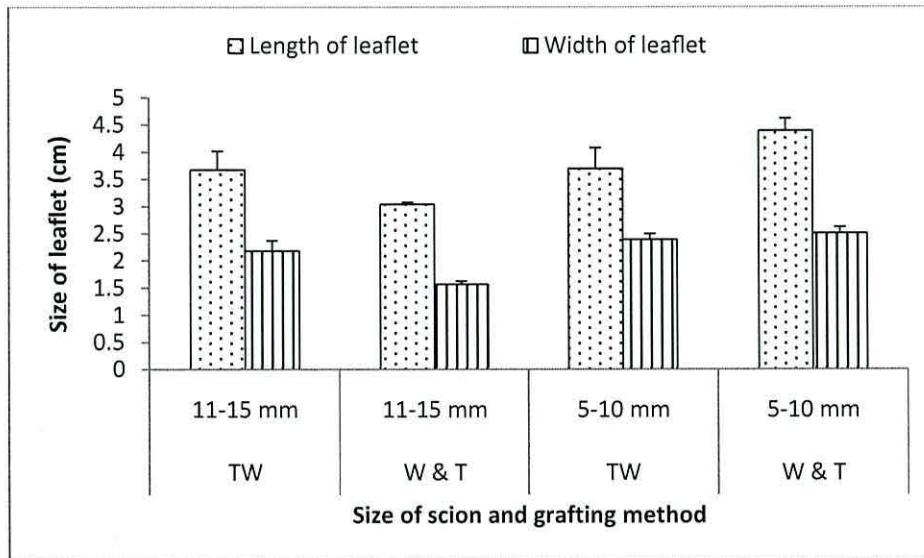 Length of leaflet Width of leaflet
Size of leaflet (cm)
5
4.5
4
3.5
3
2.5
2
1.5
1
0.5
0
11-15 mm 11-15 mm 5-10 mm 5-10 mm
TW W & T TW W & T
Size of scion and grafting method